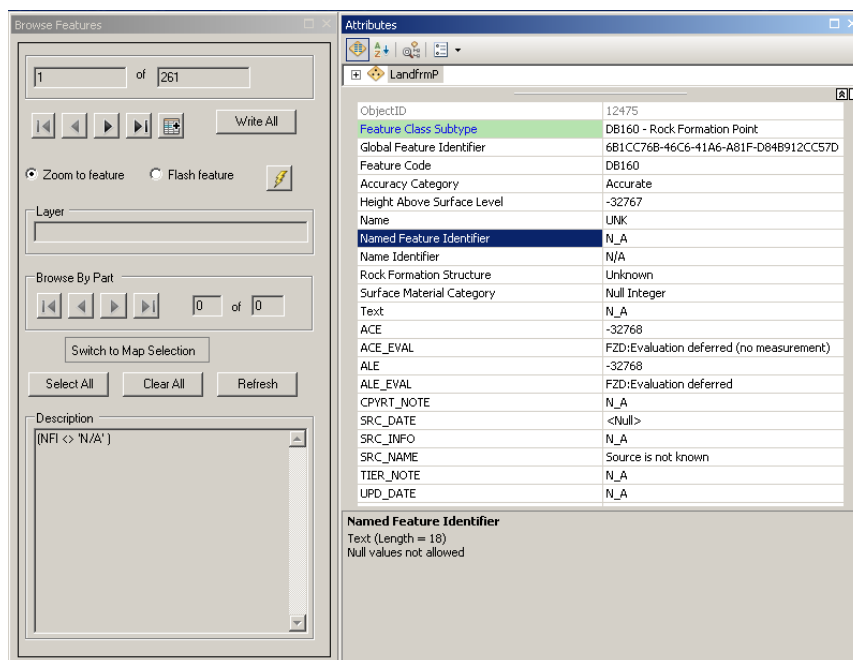 Browse Features
1 of 261
Write All
Zoom to feature Flash feature
Layer
Browse By Part
0 of 0
Switch to Map Selection
Select All Clear All Refresh
Description
(NFI <> 'N/A' )
Attributes
LandfrmP
ObjectID 12475
Feature Class Subtype DB160 - Rock Formation Point
Global Feature Identifier 6B1CC76B-46C6-41A6-A81F-D84B912CC57D
Feature Code DB160
Accuracy Category Accurate
Height Above Surface Level -32767
Name UNK
Named Feature Identifier N_A
Name Identifier N/A
Rock Formation Structure Unknown
Surface Material Category Null Integer
Text N_A
ACE -32768
ACE_EVAL FZD:Evaluation deferred (no measurement)
ALE -32768
ALE_EVAL FZD:Evaluation deferred
CPYRT_NOTE N_A
SRC_DATE <Null>
SRC_INFO N_A
SRC_NAME Source is not known
TIER_NOTE N_A
UPD_DATE N_A
Named Feature Identifier
Text (Length = 18)
Null values not allowed